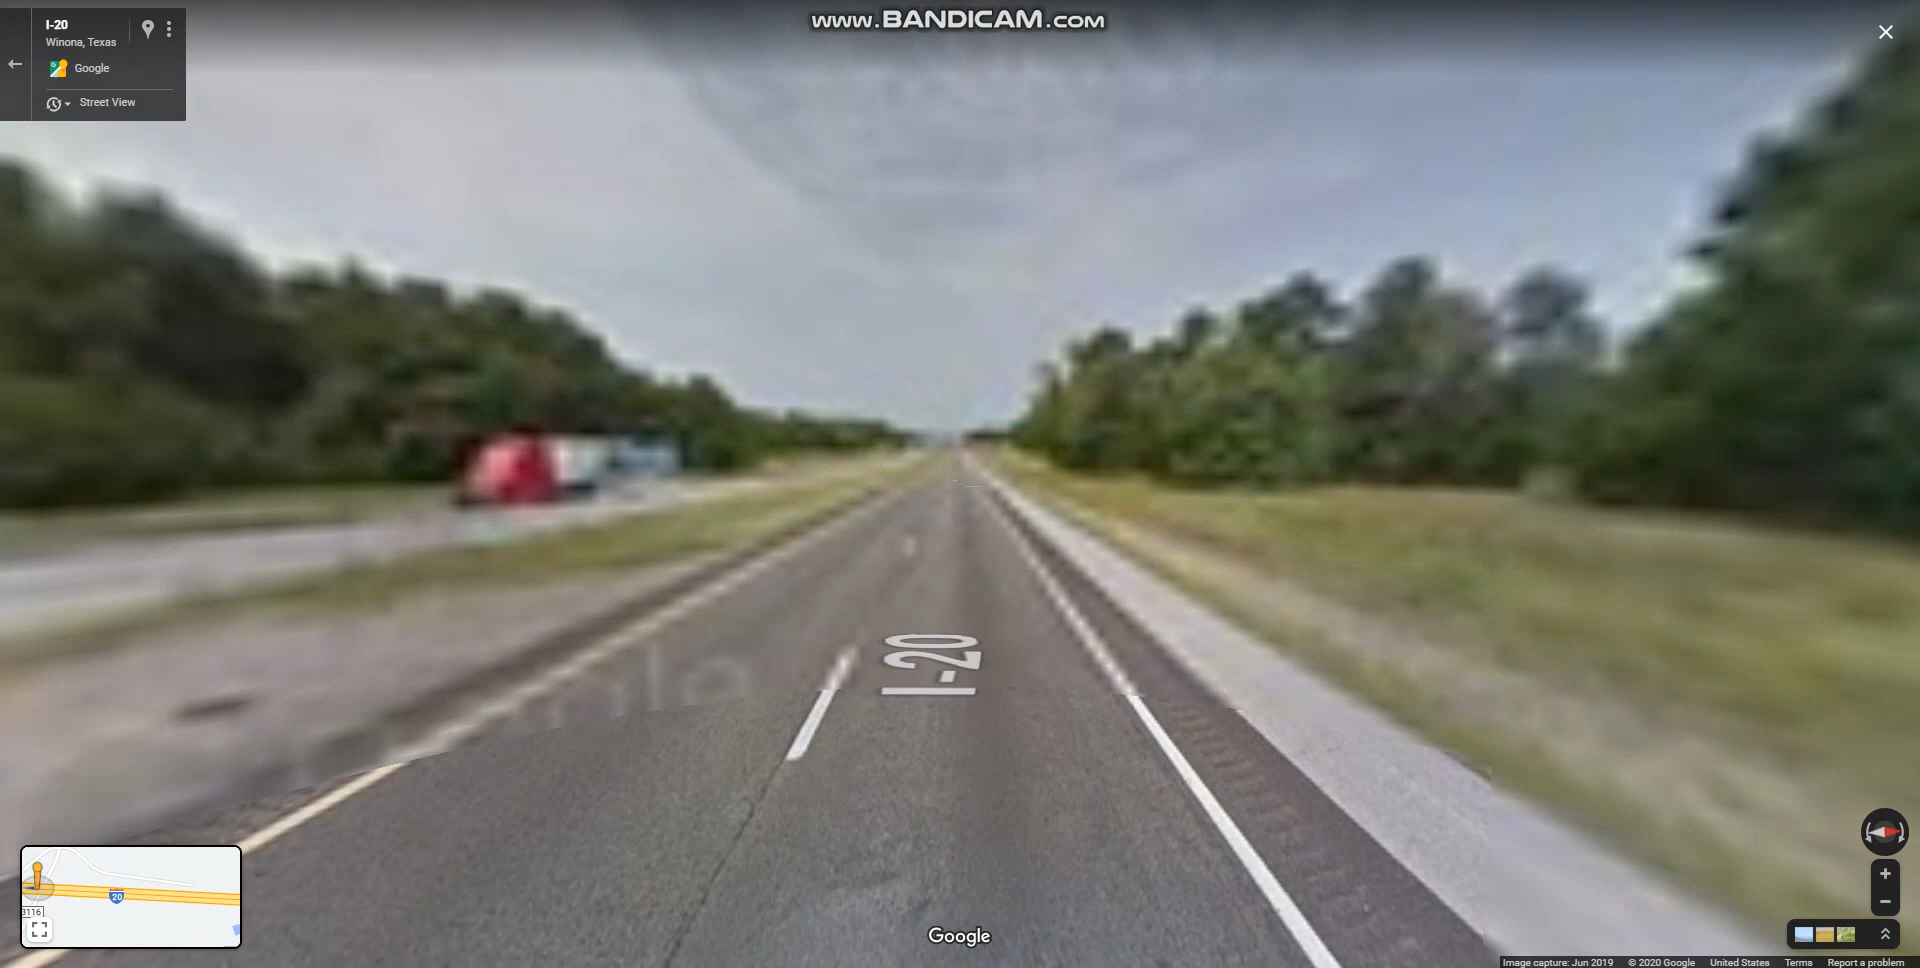 www.BANDICAM.com
I-20
Winona, Texas
Google
Street View
I-20
20
3116
Google
Image capture: Jun 2019 © 2020 Google United States Terms Report a problem